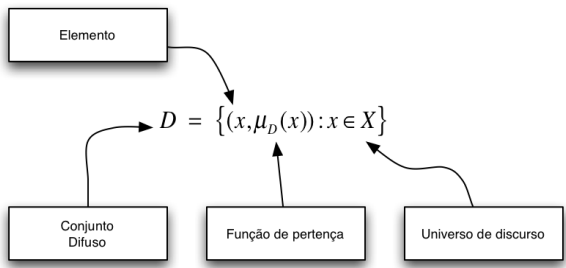 Elemento
D = {(x, μ_D(x)) : x ∈ X}
Conjunto
Difuso
Função de pertença
Universo de discurso